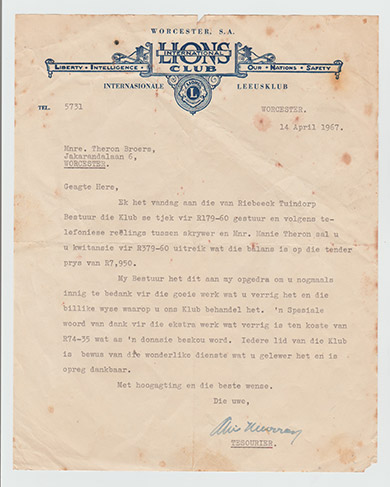 WORCESTER, S.A.
LIONS
INTERNATIONAL
CLUB
LIBERTY • INTELLIGENCE • OUR • NATIONS • SAFETY
INTERNASIONALE LEEUSKLUB
L
TEL. 5731 WORCESTER.
14 April 1967.
Mnre. Theron Broers,
Jakarandalaan 6,
WORCESTER.
Geagte Here,
Ek het vandag aan die van Riebeeck Tuindorp
Bestuur die Klub se tjek vir R179-60 gestuur en volgens te-
lefoniese reëlings tussen skrywer en Mnr. Manie Theron sal u
u kwitansie vir R379-60 uitreik wat die balans is op die tender
prys van R7,950.
My Bestuur het dit aan my opgedra om u nogmaals
innig te bedank vir die goeie werk wat u verrig het en die
billike wyse waarop u ons Klub behandel het. 'n Spesiale
woord van dank vir die ekstra werk wat verrig is ten koste van
R74-35 wat as 'n donasie beskou word. Iedere lid van die Klub
is bewus van die wonderlike dienste wat u gelewer het en is
opreg dankbaar.
Met hoogagting en die beste wense.
Die uwe,
Murray
TESOURIER.